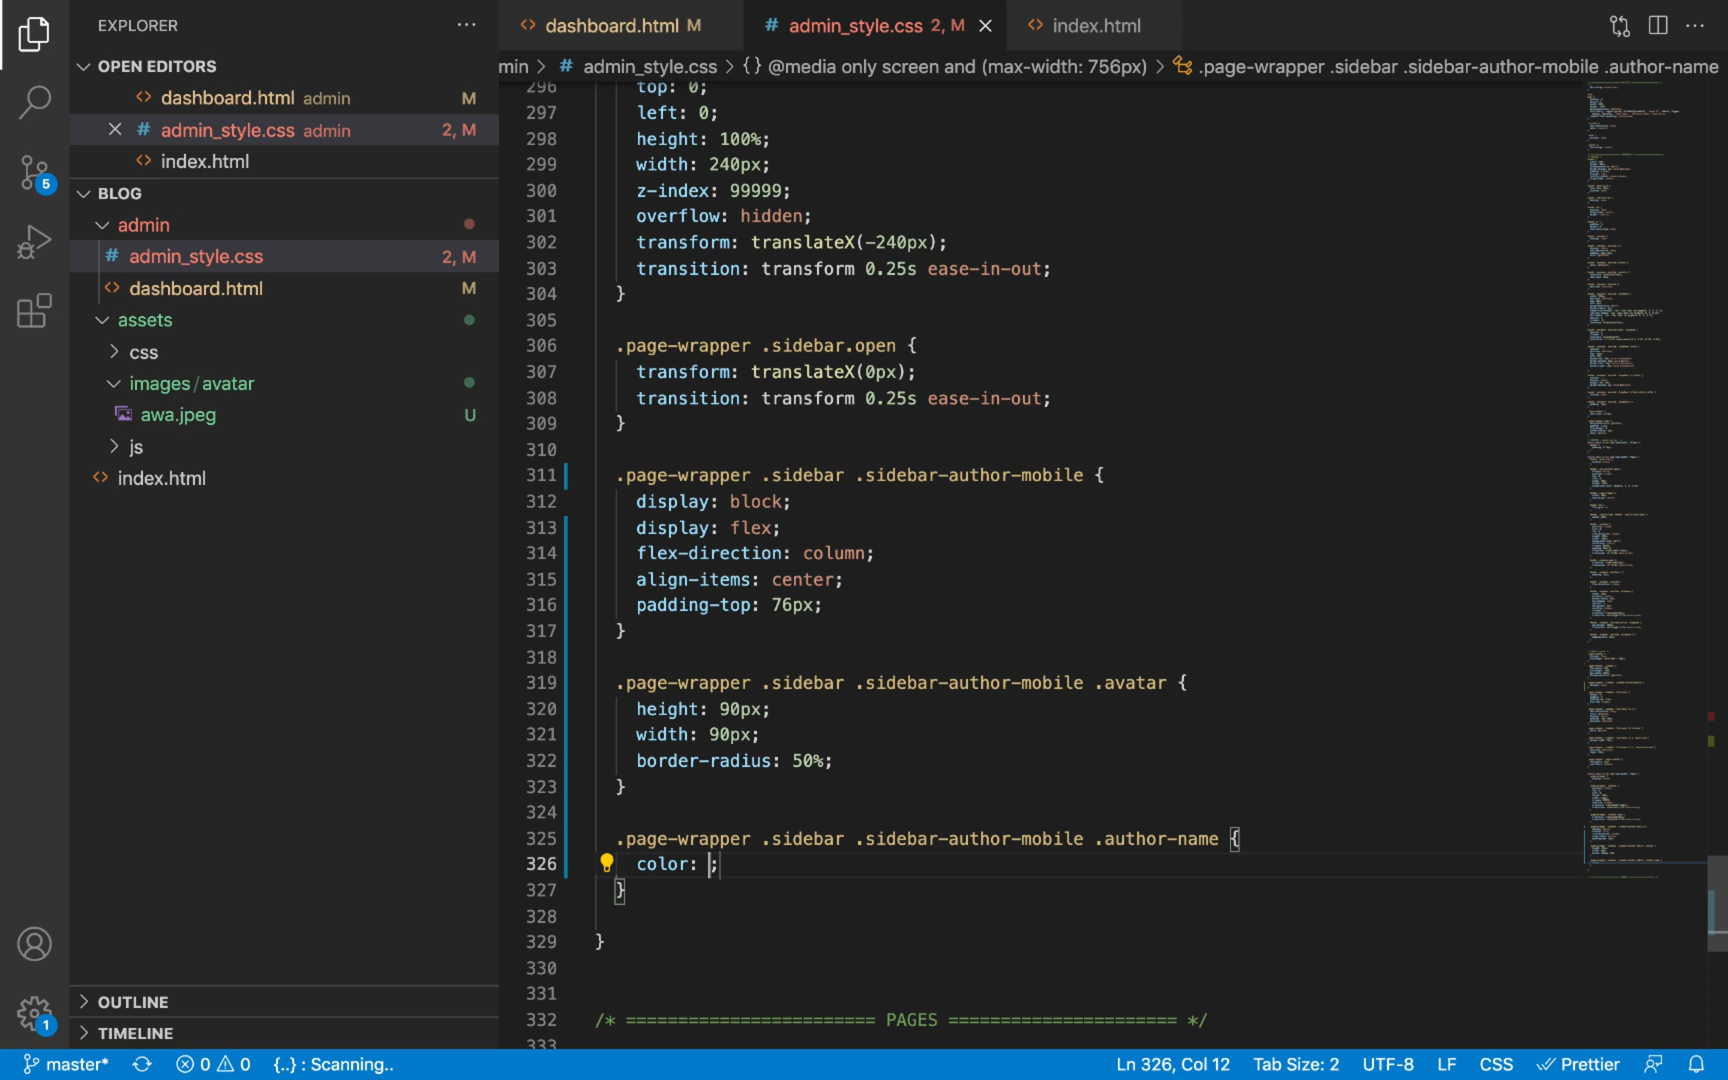 EXPLORER
OPEN EDITORS
dashboard.html admin M
admin_style.css admin 2, M
index.html
BLOG
admin
admin_style.css 2, M
dashboard.html M
assets
css
images/avatar
awa.jpeg U
js
index.html
OUTLINE
TIMELINE
5
1
dashboard.html M
# admin_style.css 2, M
index.html
min > # admin_style.css > {} @media only screen and (max-width: 756px) > .page-wrapper .sidebar .sidebar-author-mobile .author-name
296 top: 0;
297 left: 0;
298 height: 100%;
299 width: 240px;
300 z-index: 99999;
301 overflow: hidden;
302 transform: translateX(-240px);
303 transition: transform 0.25s ease-in-out;
304 }
305
306 .page-wrapper .sidebar.open {
307 transform: translateX(0px);
308 transition: transform 0.25s ease-in-out;
309 }
310
311 .page-wrapper .sidebar .sidebar-author-mobile {
312 display: block;
313 display: flex;
314 flex-direction: column;
315 align-items: center;
316 padding-top: 76px;
317 }
318
319 .page-wrapper .sidebar .sidebar-author-mobile .avatar {
320 height: 90px;
321 width: 90px;
322 border-radius: 50%;
323 }
324
325 .page-wrapper .sidebar .sidebar-author-mobile .author-name {
326 color: ;
327 }
328
329 }
330
331
332 /* ======================== PAGES ====================== */
333
master* 0 0 {..} : Scanning.. Ln 326, Col 12 Tab Size: 2 UTF-8 LF CSS Prettier